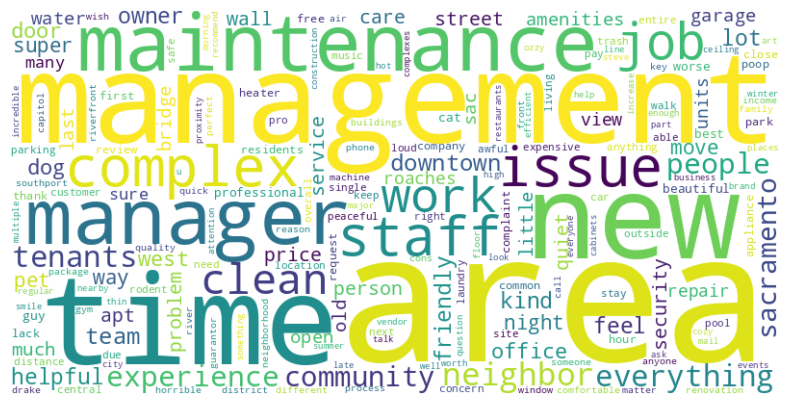 water
wish
owner
wall
free
air
care
street
amenities
entire
garage
door
safe
morning
recommend
maintenance
job
lot
super
many
construction
music
hot
complexes
ozzy
line
steve
trash
pay
ceiling
art
key
worse
close
poop
management
incredible
capitol
riverfront
last
first
bridge
heater
proximity
perfect
pro
cat
sac
restaurants
front
efficient
living
help
increase
units
walk
enough
winter
income
family
park
parking
review
buildings
view
part
able
best
places
complex
residents
service
phone
loud
company
awful
expensive
anything
dog
u
downtown
issue
move
people
southport
thank
customer
sure
quick
professional
overall
machine
single
roaches
keep
work
high
beautiful
business
brand
manager
multiple
attention
major
peaceful
right
staff
complaint
little
quiet
car
everyone
cabinets
outside
new
appliance
sacramento
tenants
west
quality
reason
price
location
request
cons
floor
look
pet
package
way
need
clean
old
person
friendly
laundry
common
call
stay
security
repair
regular
nearby
rodent
problem
smile
gym
thin
river
something
neighborhood
time
area
kind
feel
pool
cozy
mail
guy
apt
lack
team
guarantor
open
summer
next
talk
vendor
question
site
night
hour
ask
anyone
much
distance
due
city
late
well
worth
office
someone
events
helpful
experience
community
neighbor
everything
drake
central
horrible
district
different
process
concern
window
comfortable
matter
renovation